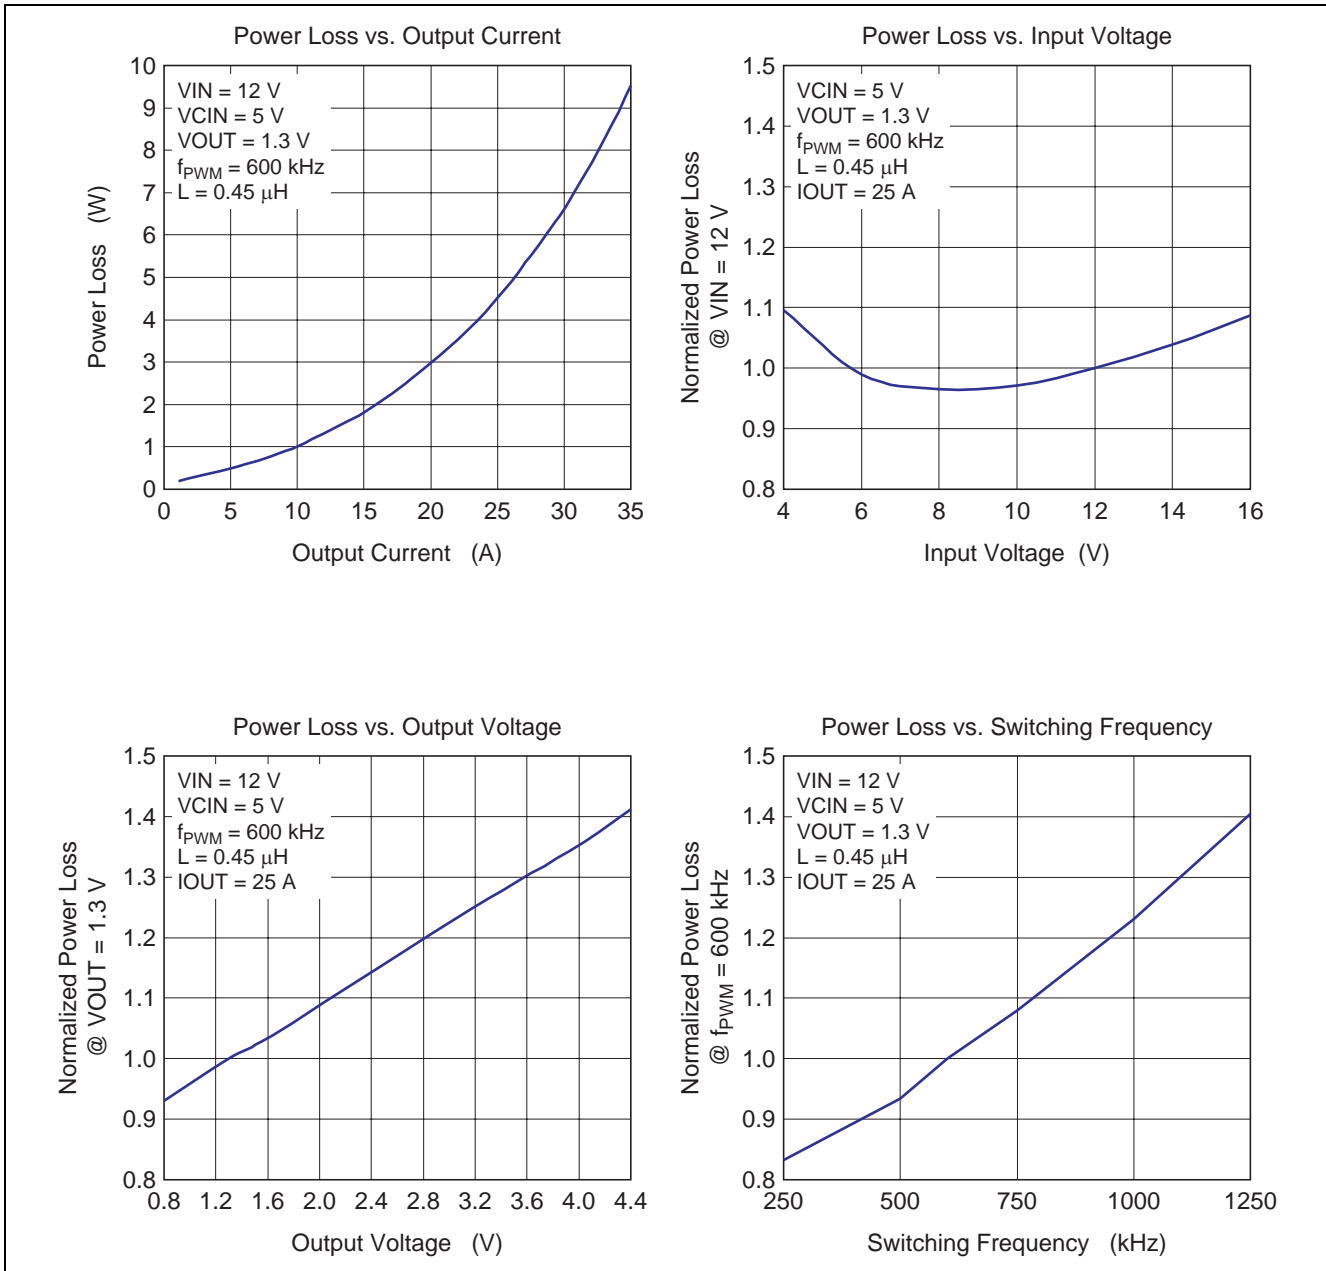 Power Loss vs. Output Current
10
9
8
7
6
5
4
3
2
1
0
Power Loss (W)
VIN = 12 V
VCIN = 5 V
VOUT = 1.3 V
fPWM = 600 kHz
L = 0.45 μH
0 5 10 15 20 25 30 35
Output Current (A)
Power Loss vs. Input Voltage
1.5
1.4
1.3
1.2
1.1
1.0
0.9
0.8
Normalized Power Loss
@ VIN = 12 V
VCIN = 5 V
VOUT = 1.3 V
fPWM = 600 kHz
L = 0.45 μH
IOUT = 25 A
4 6 8 10 12 14 16
Input Voltage (V)
Power Loss vs. Output Voltage
1.5
1.4
1.3
1.2
1.1
1.0
0.9
0.8
Normalized Power Loss
@ VOUT = 1.3 V
VIN = 12 V
VCIN = 5 V
fPWM = 600 kHz
L = 0.45 μH
IOUT = 25 A
0.8 1.2 1.6 2.0 2.4 2.8 3.2 3.6 4.0 4.4
Output Voltage (V)
Power Loss vs. Switching Frequency
1.5
1.4
1.3
1.2
1.1
1.0
0.9
0.8
Normalized Power Loss
@ fPWM = 600 kHz
VIN = 12 V
VCIN = 5 V
VOUT = 1.3 V
L = 0.45 μH
IOUT = 25 A
250 500 750 1000 1250
Switching Frequency (kHz)